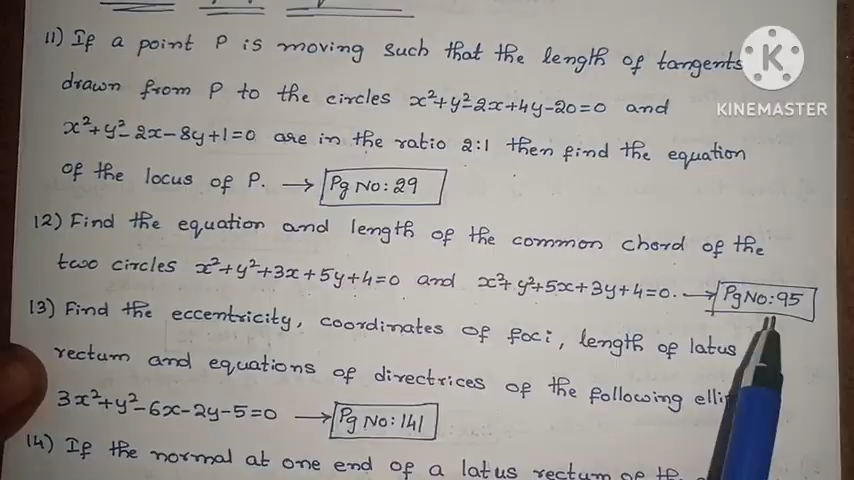 11) If a point P is moving such that the length of tangents
drawn from P to the circles x²+y²-2x+4y-20=0 and
x²+y²-2x-8y+1=0 are in the ratio 2:1 then find the equation
of the locus of P. → Pg No:29
12) Find the equation and length of the common chord of the
two circles x²+y²+3x+5y+4=0 and x²+y²+5x+3y+4=0. → Pg No:95
13) Find the eccentricity, coordinates of foci, length of latus
rectum and equations of directrices of the following
3x²+y²-6x-2y-5=0 → Pg No:141
14) If the normal at one end of a latus rectum of the
K
KINEMASTER